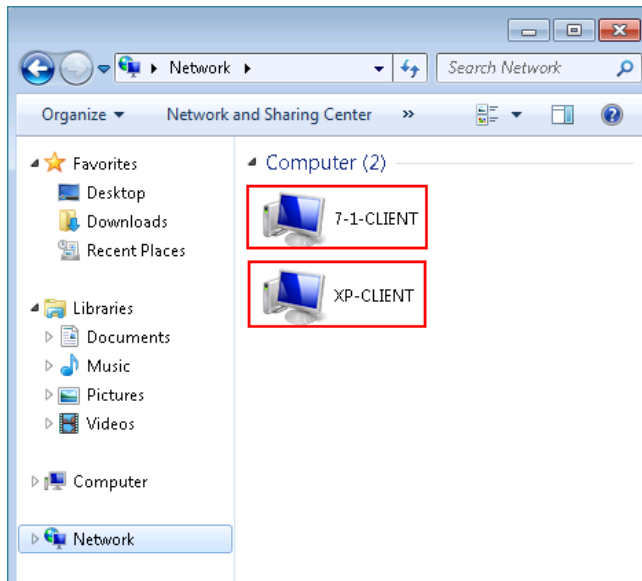 Network
Search Network
Organize
Network and Sharing Center
»
Favorites
Desktop
Downloads
Recent Places
Libraries
Documents
Music
Pictures
Videos
Computer
Network
Computer (2)
7-1-CLIENT
XP-CLIENT